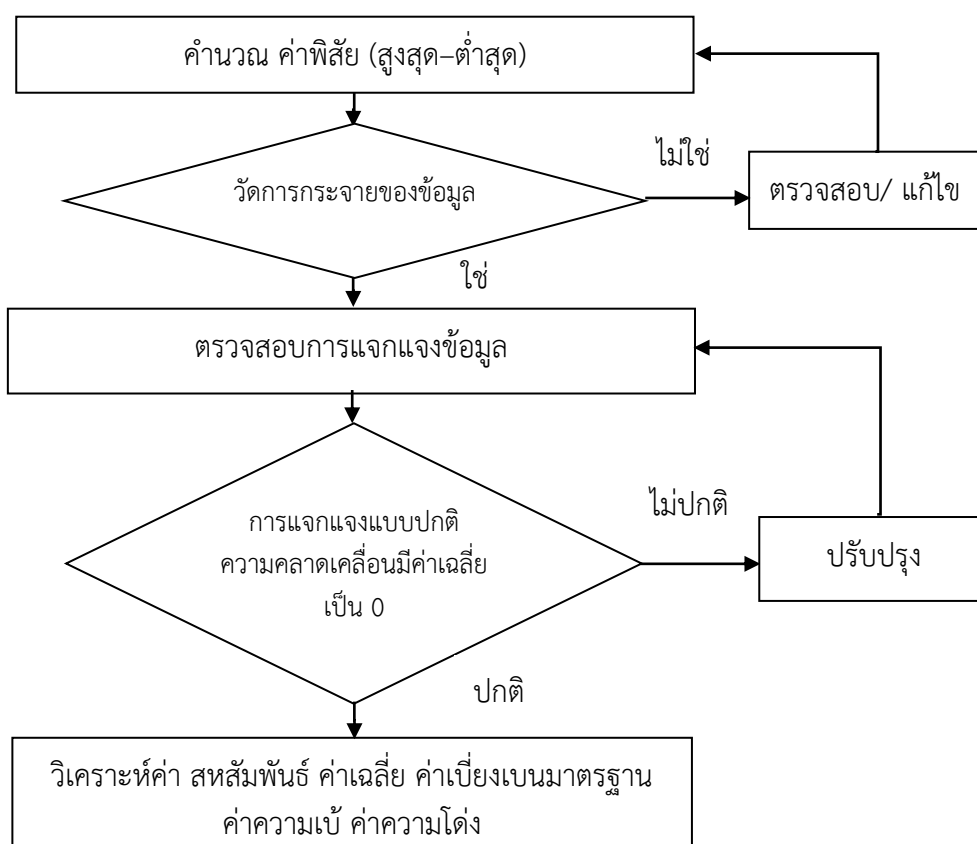 คำนวณ ค่าพิสัย (สูงสุด–ต่ำสุด)
ไม่ใช่
วัดการกระจายของข้อมูล
ตรวจสอบ/ แก้ไข
ใช่
ตรวจสอบการแจกแจงข้อมูล
ไม่ปกติ
การแจกแจงแบบปกติ
ความคลาดเคลื่อนมีค่าเฉลี่ย
เป็น 0
ปรับปรุง
ปกติ
วิเคราะห์ค่า สหสัมพันธ์ ค่าเฉลี่ย ค่าเบี่ยงเบนมาตรฐาน
ค่าความเบ้ ค่าความโด่ง